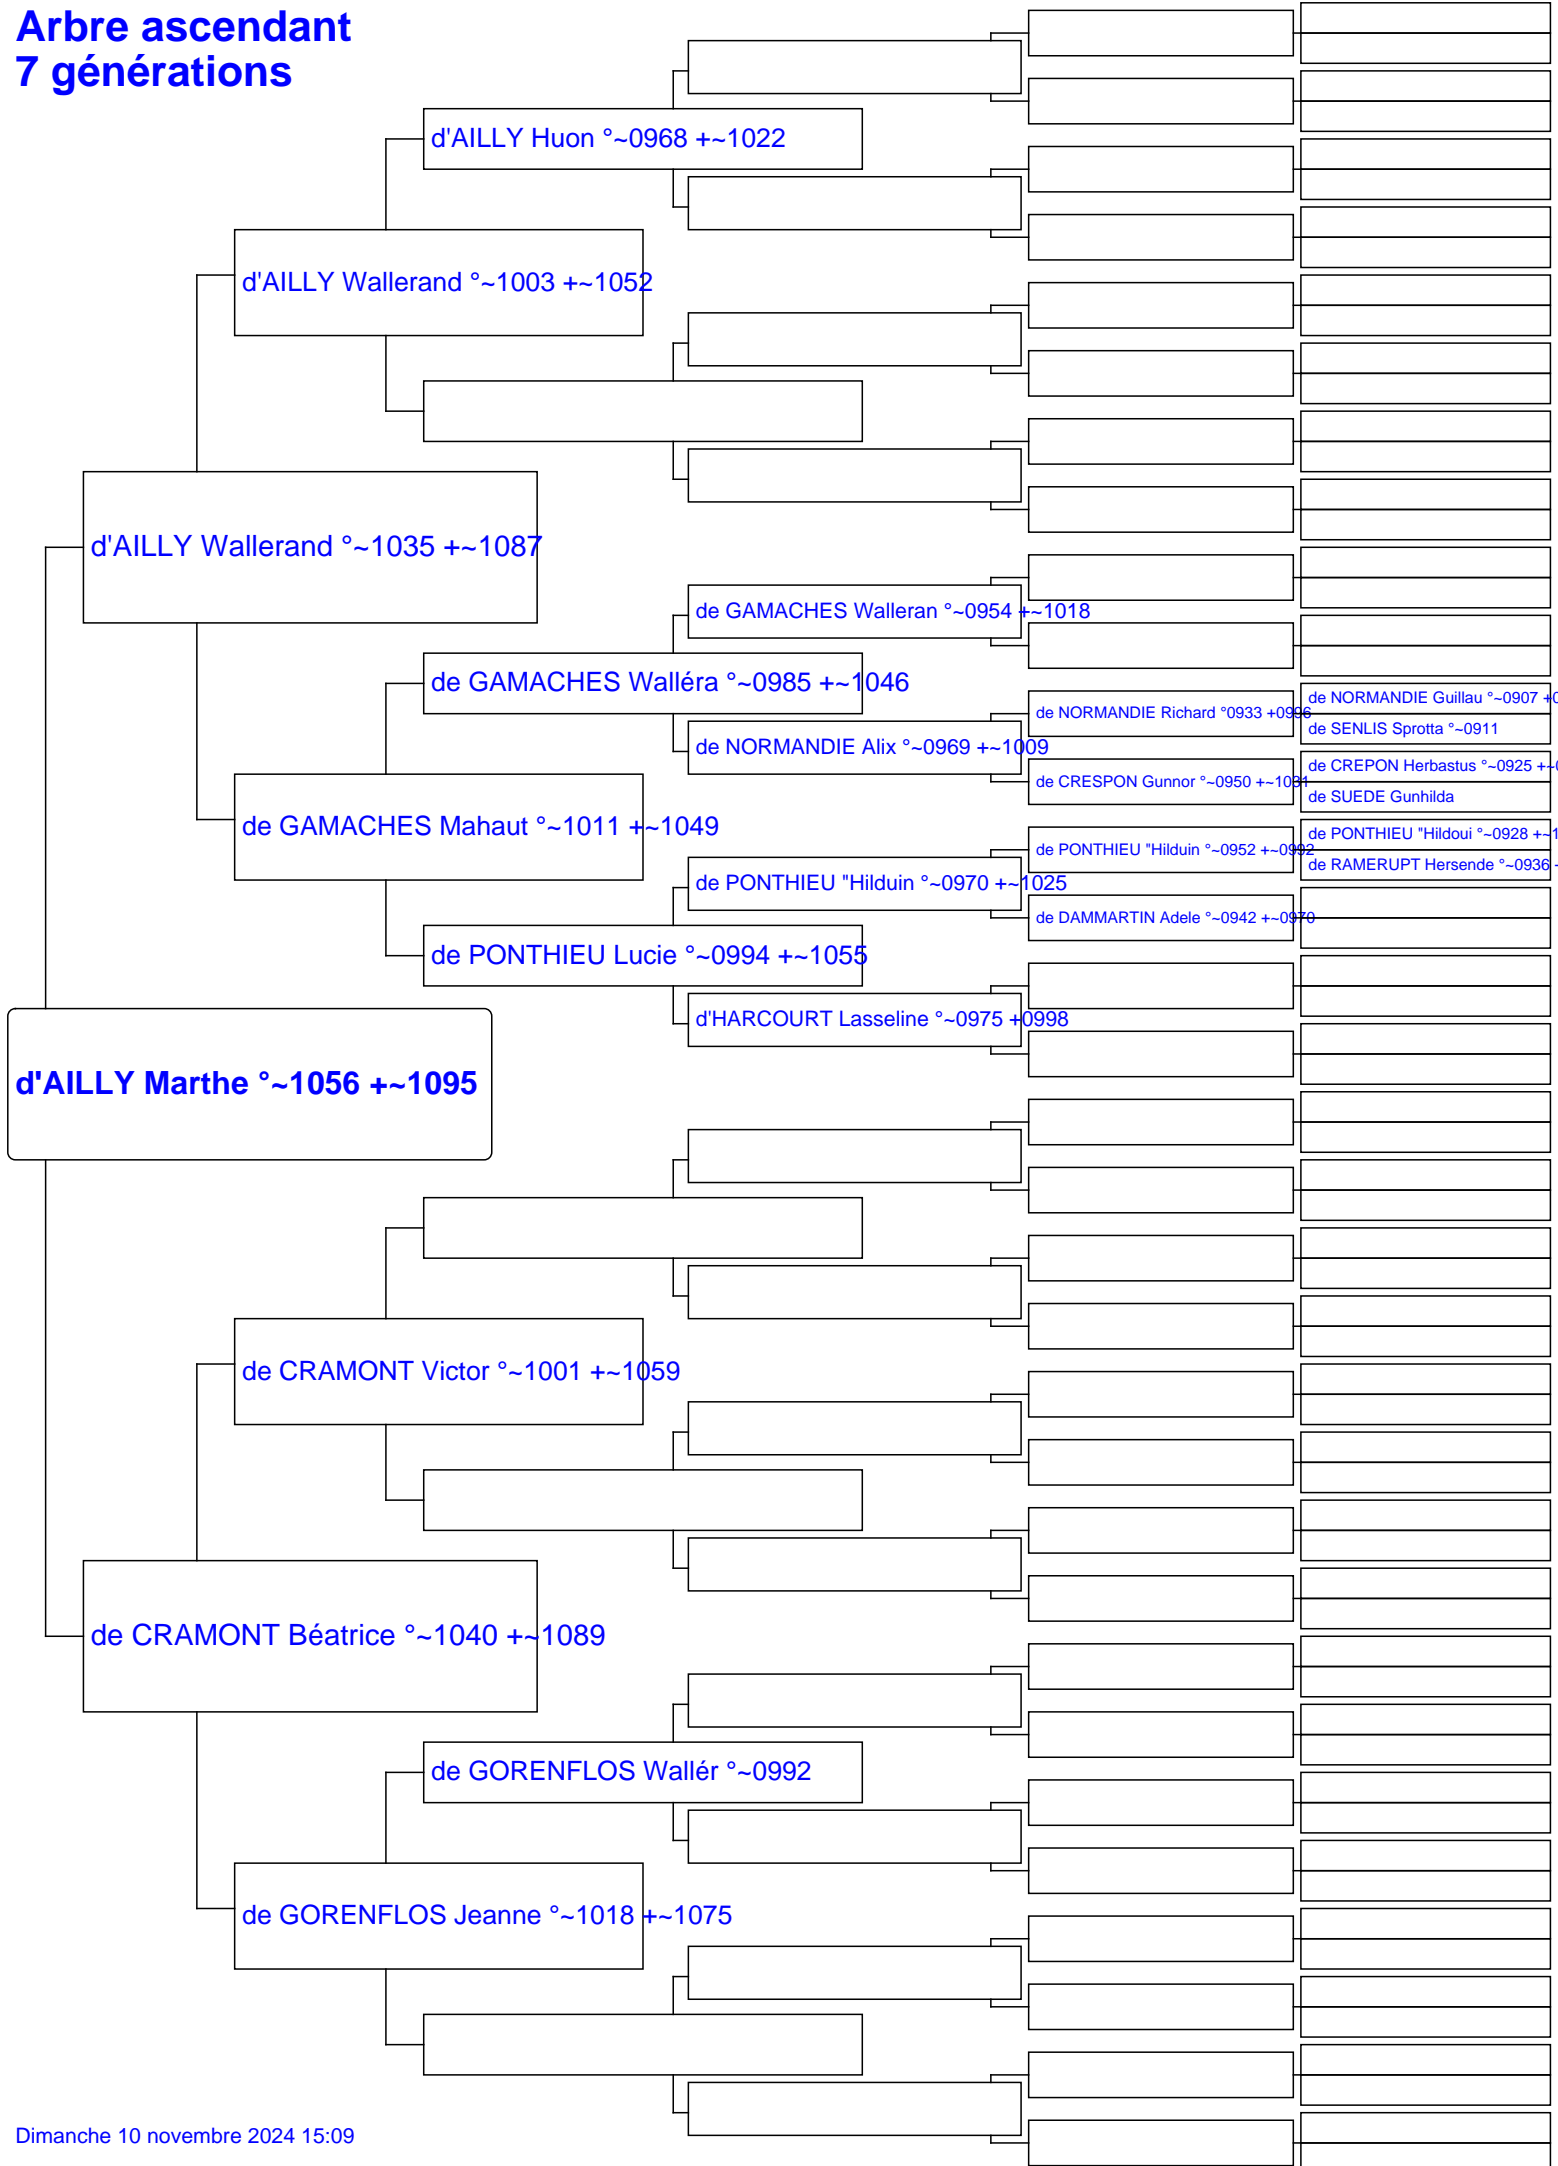 Arbre ascendant
7 générations
d'AILLY Huon °~0968 +~1022
d'AILLY Wallerand °~1003 +~1052
d'AILLY Wallerand °~1035 +~1087
de GAMACHES Walleran °~0954 +~1018
de GAMACHES Walléra °~0985 +~1046
de NORMANDIE Guillau °~0907 +0
de NORMANDIE Richard °0933 +0996
de SENLIS Sprotta °~0911
de NORMANDIE Alix °~0969 +~1009
de CREPON Herbastus °~0925 +~0
de CRESPON Gunnor °~0950 +~1031
de SUEDE Gunhilda
de GAMACHES Mahaut °~1011 +~1049
de PONTHIEU "Hildoui °~0928 +~1
de PONTHIEU "Hilduin °~0952 +~0992
de RAMERUPT Hersende °~0936 +
de PONTHIEU "Hilduin °~0970 +~1025
de DAMMARTIN Adele °~0942 +~0970
de PONTHIEU Lucie °~0994 +~1055
d'HARCOURT Lasseline °~0975 +0998
d'AILLY Marthe °~1056 +~1095
de CRAMONT Victor °~1001 +~1059
de CRAMONT Béatrice °~1040 +~1089
de GORENFLOS Wallér °~0992
de GORENFLOS Jeanne °~1018 +~1075
Dimanche 10 novembre 2024 15:09